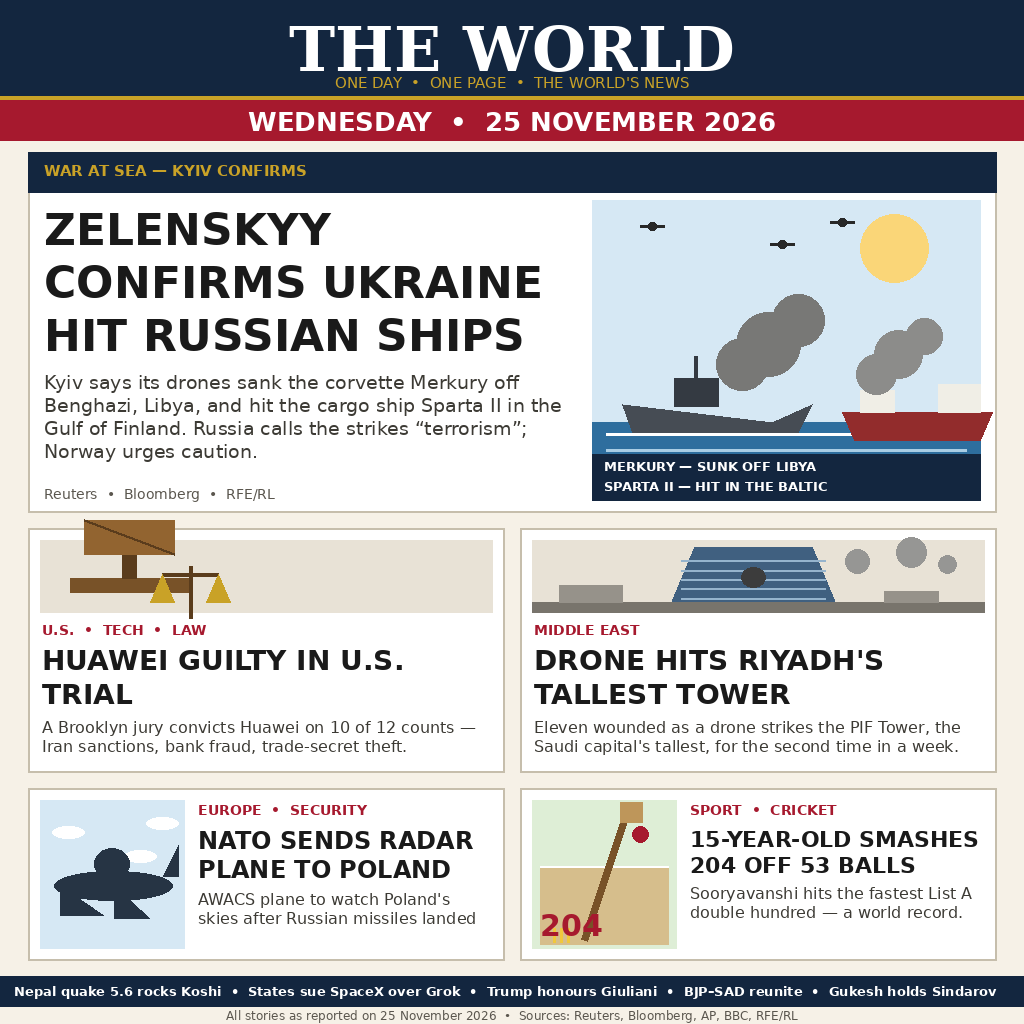 THE WORLD
ONE DAY • ONE PAGE • THE WORLD'S NEWS
WEDNESDAY • 25 NOVEMBER 2026
WAR AT SEA — KYIV CONFIRMS
ZELENSKYY
CONFIRMS UKRAINE
HIT RUSSIAN SHIPS
Kyiv says its drones sank the corvette Merkury off
Benghazi, Libya, and hit the cargo ship Sparta II in the
Gulf of Finland. Russia calls the strikes “terrorism”;
Norway urges caution.
Reuters • Bloomberg • RFE/RL
MERKURY — SUNK OFF LIBYA
SPARTA II — HIT IN THE BALTIC
U.S. • TECH • LAW
HUAWEI GUILTY IN U.S.
TRIAL
A Brooklyn jury convicts Huawei on 10 of 12 counts —
Iran sanctions, bank fraud, trade-secret theft.
MIDDLE EAST
DRONE HITS RIYADH'S
TALLEST TOWER
Eleven wounded as a drone strikes the PIF Tower, the
Saudi capital's tallest, for the second time in a week.
EUROPE • SECURITY
NATO SENDS RADAR
PLANE TO POLAND
AWACS plane to watch Poland's
skies after Russian missiles landed
204
SPORT • CRICKET
15-YEAR-OLD SMASHES
204 OFF 53 BALLS
Sooryavanshi hits the fastest List A
double hundred — a world record.
Nepal quake 5.6 rocks Koshi • States sue SpaceX over Grok • Trump honours Giuliani • BJP–SAD reunite • Gukesh holds Sindarov
All stories as reported on 25 November 2026 • Sources: Reuters, Bloomberg, AP, BBC, RFE/RL